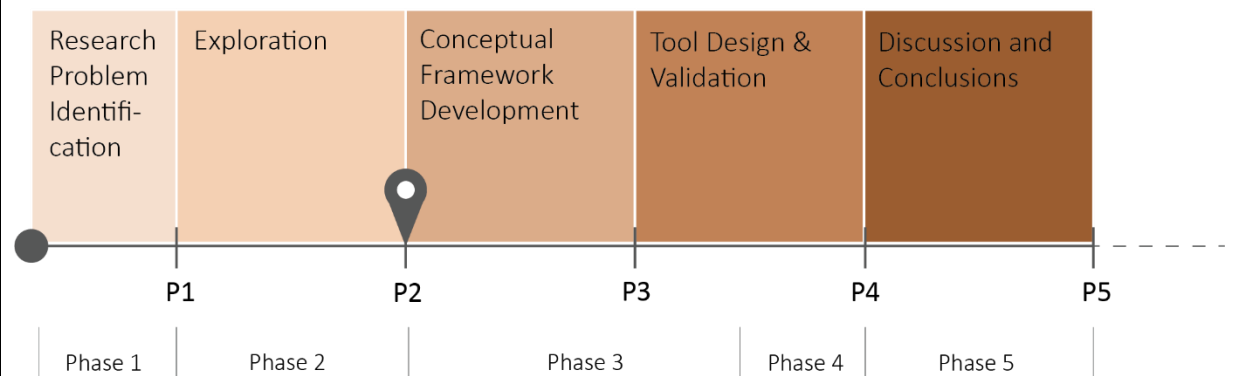 Research
Problem
Identifi-
cation
Exploration
Conceptual
Framework
Development
Tool Design &
Validation
Discussion and
Conclusions
P1
P2
P3
P4
P5
Phase 1
Phase 2
Phase 3
Phase 4
Phase 5